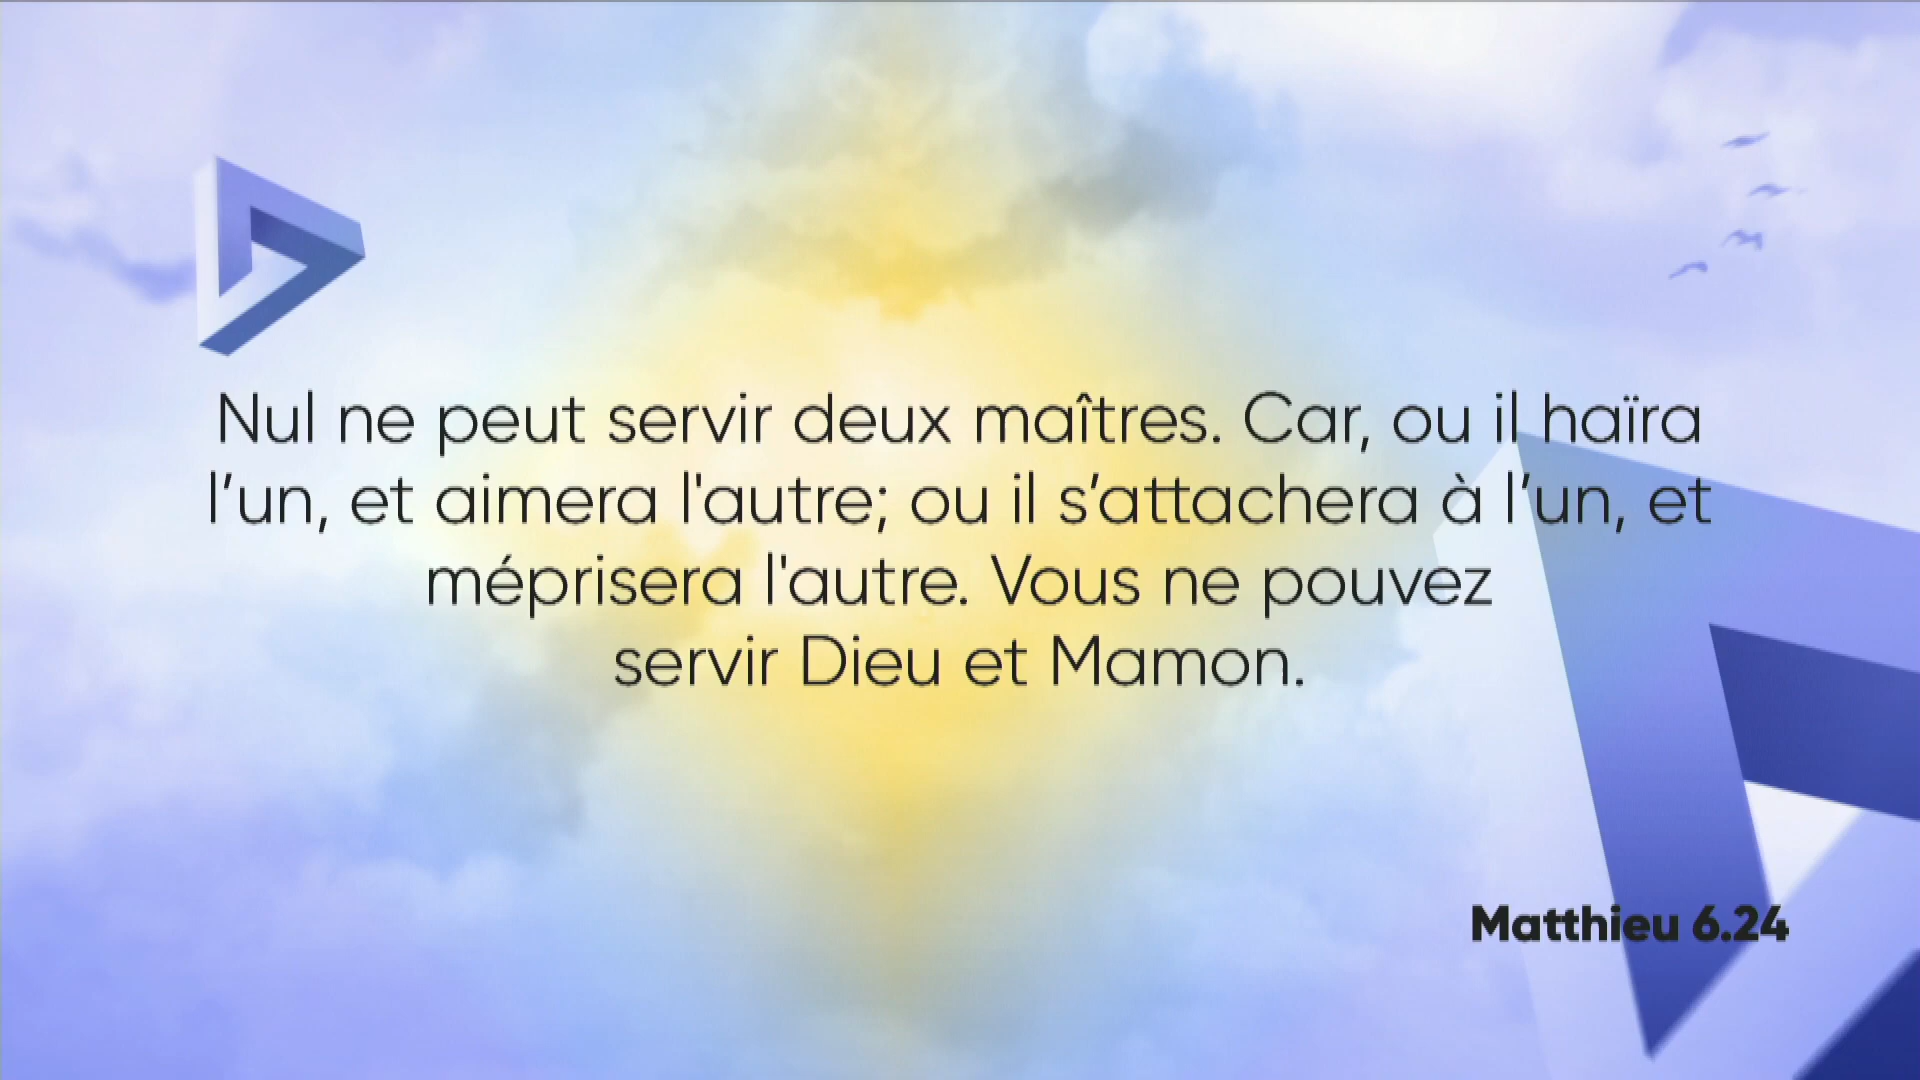 Nul ne peut servir deux maîtres. Car, ou il haïra
l’un, et aimera l'autre; ou il s’attachera à l’un, et
méprisera l'autre. Vous ne pouvez
servir Dieu et Mamon.
Matthieu 6.24